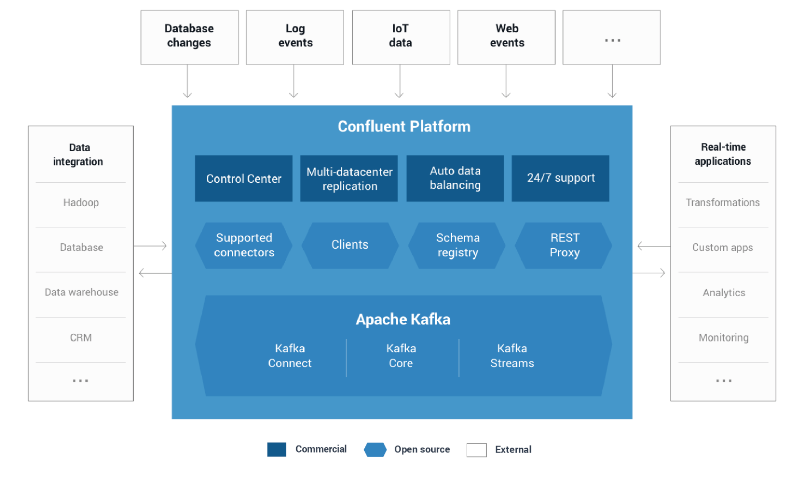 Database
changes
Log
events
IoT
data
Web
events
...
Confluent Platform
Control Center
Multi-datacenter
replication
Auto data
balancing
24/7 support
Supported
connectors
Clients
Schema
registry
REST
Proxy
Apache Kafka
Kafka
Connect
Kafka
Core
Kafka
Streams
Data
integration
Hadoop
Database
Data warehouse
CRM
...
Real-time
applications
Transformations
Custom apps
Analytics
Monitoring
...
Commercial
Open source
External